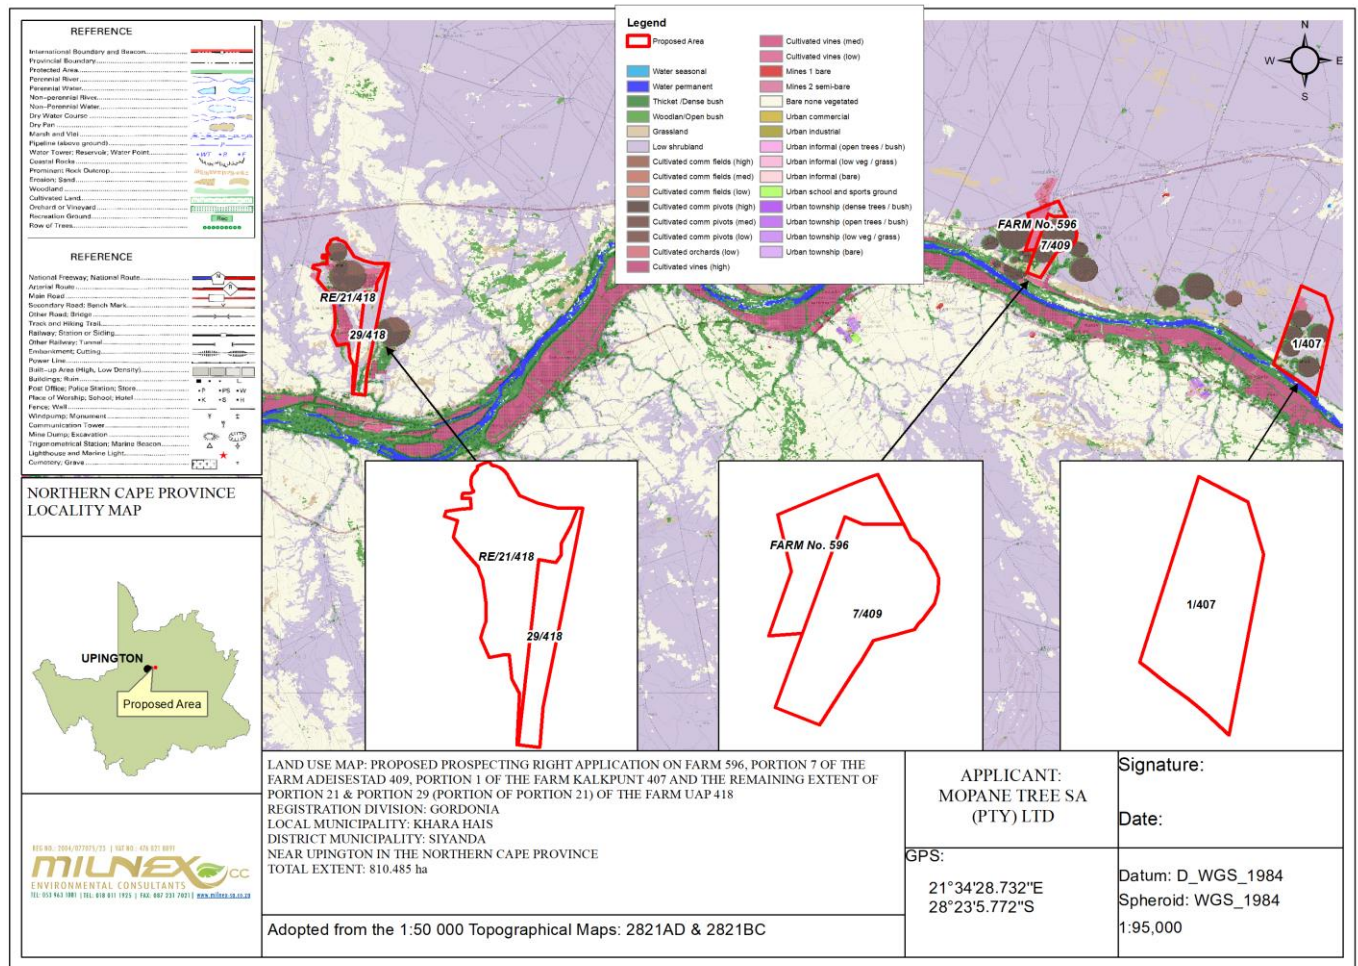 REFERENCE
International Boundary and Beacon
Provincial Boundary
Protected Area
Perennial River
Perennial Water
Non-perennial River
Non-Perennial Water
Dry Water Course
Dry Pan
Marsh and Vlei
Pipeline (above ground)
Water Tower; Reservoir; Water Point
Coastal Rocks
Prominent Rock Outcrop
Erosion; Sand
Woodland
Cultivated Land
Orchard or Vineyard
Recreation Ground
Row of Trees
REFERENCE
National Freeway; National Route
Arterial Route
Main Road
Secondary Road; Bench Mark
Other Road; Bridge
Track and Hiking Trail
Railway; Station or Siding
Other Railway; Tunnel
Embankment; Cutting
Power Line
Built-up Area (High, Low Density)
Buildings; Ruin
Post Office; Police Station; Store
Place of Worship; School; Hotel
Fence; Wall
Windpump; Monument
Communication Tower
Mine Dump; Excavation
Trigonometrical Station; Marine Beacon
Lighthouse and Marine Light
Cemetery; Grave
NORTHERN CAPE PROVINCE
LOCALITY MAP
UPINGTON
Proposed Area
MILNEX CC
ENVIRONMENTAL CONSULTANTS
Legend
Proposed Area
Water seasonal
Water permanent
Thicket /Dense bush
Woodlan/Open bush
Grassland
Low shrubland
Cultivated comm fields (high)
Cultivated comm fields (med)
Cultivated comm fields (low)
Cultivated comm pivots (high)
Cultivated comm pivots (med)
Cultivated comm pivots (low)
Cultivated orchards (low)
Cultivated vines (high)
Cultivated vines (med)
Cultivated vines (low)
Mines 1 bare
Mines 2 semi-bare
Bare none vegetated
Urban commercial
Urban industrial
Urban informal (open trees / bush)
Urban informal (low veg / grass)
Urban informal (bare)
Urban school and sports ground
Urban township (dense trees / bush)
Urban township (open trees / bush)
Urban township (low veg / grass)
Urban township (bare)
N
W E
S
RE/21/418
29/418
FARM No. 596
7/409
1/407
RE/21/418
29/418
FARM No. 596
7/409
1/407
LAND USE MAP: PROPOSED PROSPECTING RIGHT APPLICATION ON FARM 596, PORTION 7 OF THE
FARM ADEISESTAD 409, PORTION 1 OF THE FARM KALKPUNT 407 AND THE REMAINING EXTENT OF
PORTION 21 & PORTION 29 (PORTION OF PORTION 21) OF THE FARM UAP 418
REGISTRATION DIVISION: GORDONIA
LOCAL MUNICIPALITY: KHARA HAIS
DISTRICT MUNICIPALITY: SIYANDA
NEAR UPINGTON IN THE NORTHERN CAPE PROVINCE
TOTAL EXTENT: 810.485 ha
Adopted from the 1:50 000 Topographical Maps: 2821AD & 2821BC
APPLICANT:
MOPANE TREE SA
(PTY) LTD
GPS:
21°34'28.732"E
28°23'5.772"S
Signature:
Date:
Datum: D_WGS_1984
Spheroid: WGS_1984
1:95,000